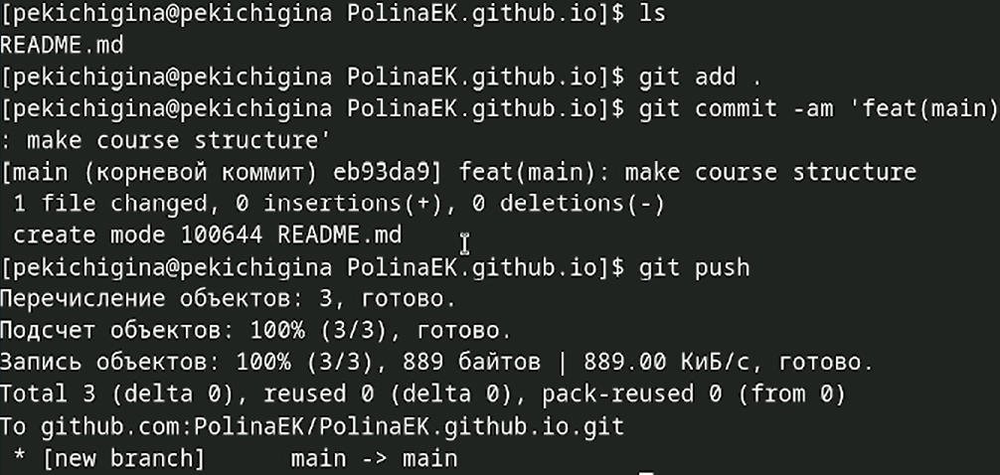 [pekichigina@pekichigina PolinaEK.github.io]$ ls
README.md
[pekichigina@pekichigina PolinaEK.github.io]$ git add .
[pekichigina@pekichigina PolinaEK.github.io]$ git commit -am 'feat(main)
: make course structure'
[main (корневой коммит) eb93da9] feat(main): make course structure
 1 file changed, 0 insertions(+), 0 deletions(-)
 create mode 100644 README.md
[pekichigina@pekichigina PolinaEK.github.io]$ git push
Перечисление объектов: 3, готово.
Подсчет объектов: 100% (3/3), готово.
Запись объектов: 100% (3/3), 889 байтов | 889.00 КиБ/с, готово.
Total 3 (delta 0), reused 0 (delta 0), pack-reused 0 (from 0)
To github.com:PolinaEK/PolinaEK.github.io.git
 * [new branch]      main -> main